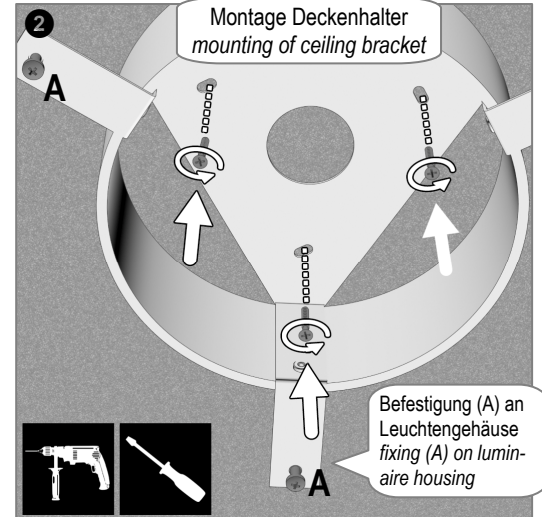 2
Montage Deckenhalter
mounting of ceiling bracket
A
Befestigung (A) an
Leuchtengehäuse
fixing (A) on lumin-
aire housing
A